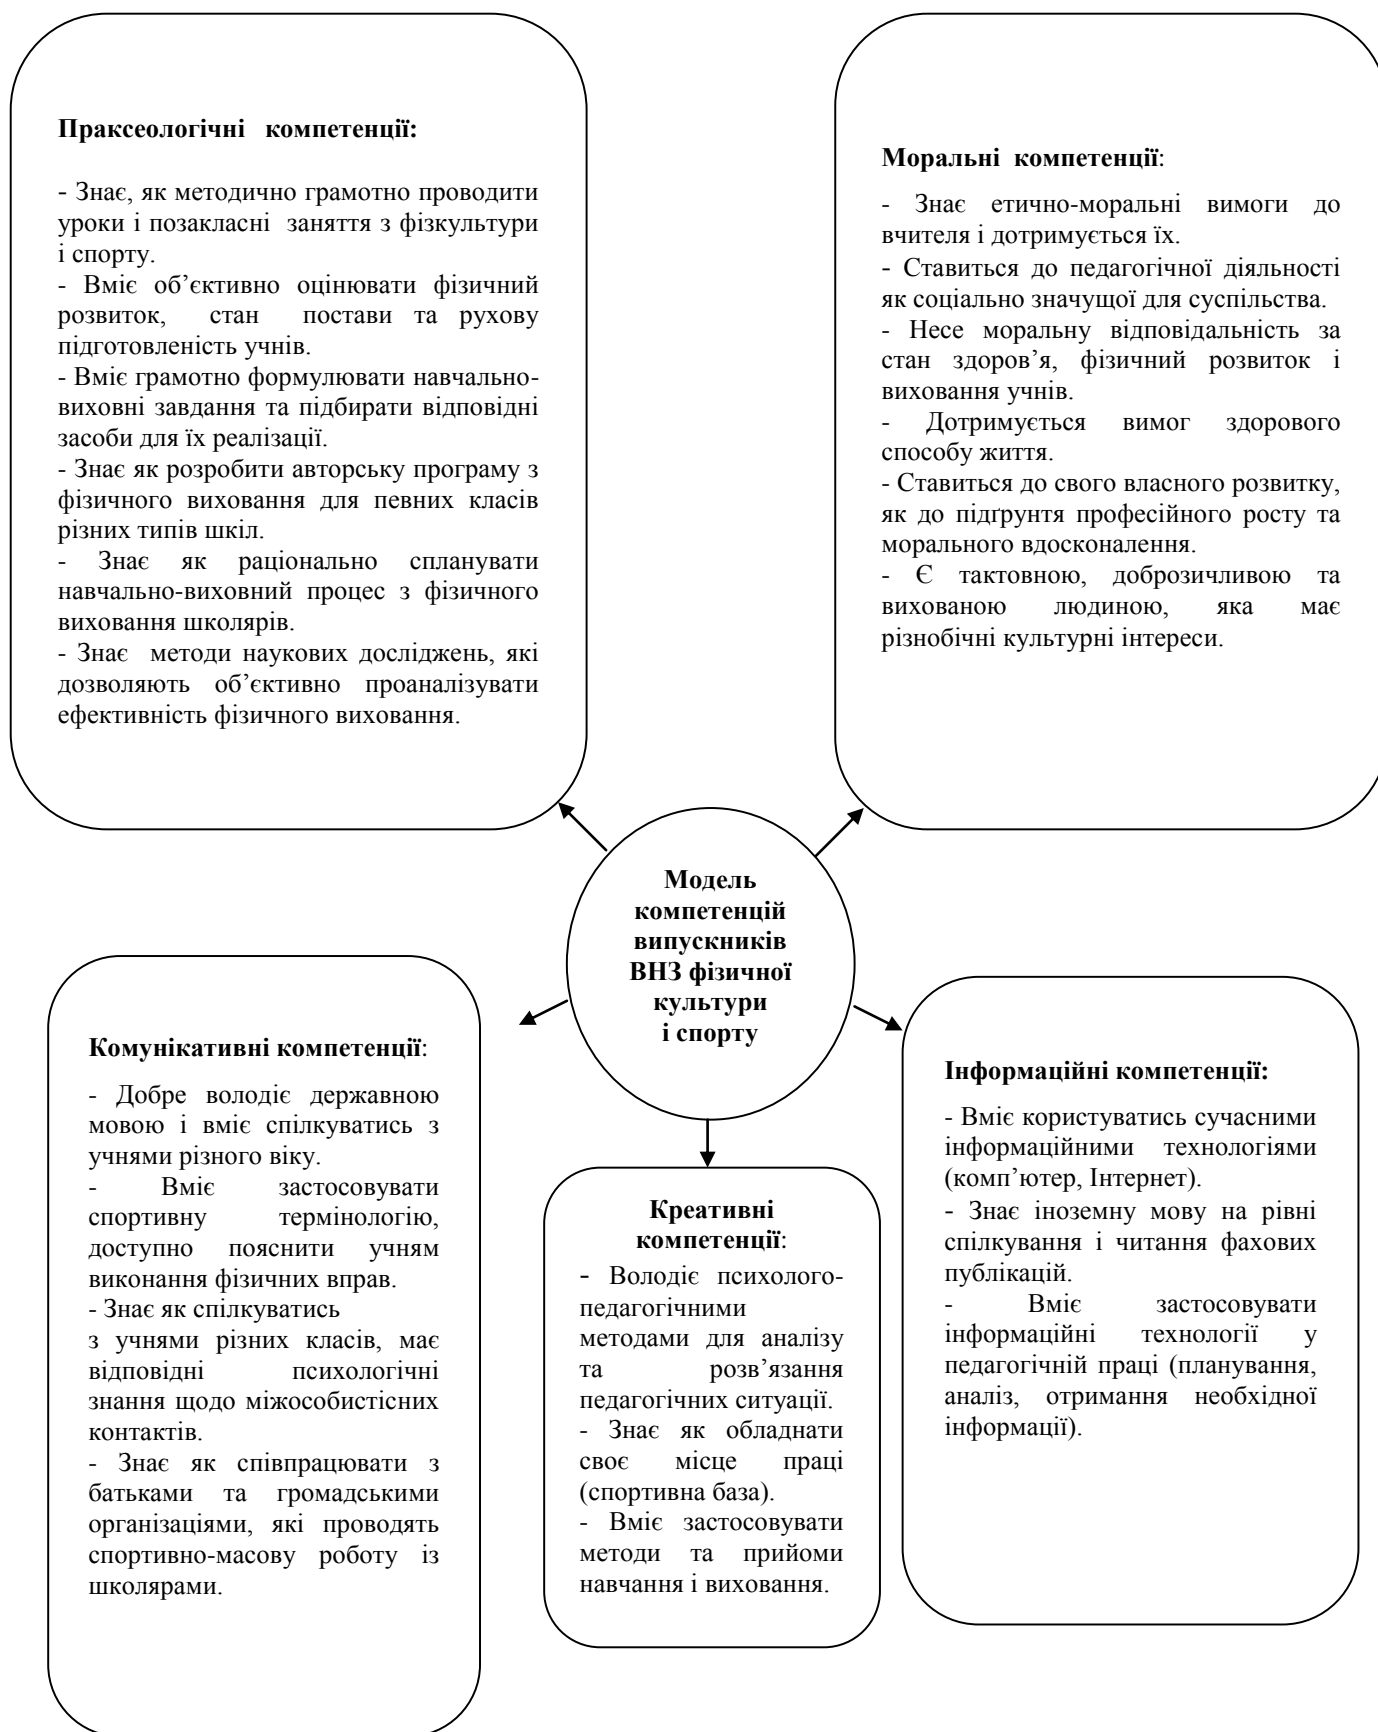 Праксеологічні компетенції:
- Знає, як методично грамотно проводити
уроки і позакласні заняття з фізкультури
і спорту.
- Вміє об’єктивно оцінювати фізичний
розвиток, стан постави та рухову
підготовленість учнів.
- Вміє грамотно формулювати навчально-
виховні завдання та підбирати відповідні
засоби для їх реалізації.
- Знає як розробити авторську програму з
фізичного виховання для певних класів
різних типів шкіл.
- Знає як раціонально спланувати
навчально-виховний процес з фізичного
виховання школярів.
- Знає методи наукових досліджень, які
дозволяють об’єктивно проаналізувати
ефективність фізичного виховання.
Моральні компетенції:
- Знає етично-моральні вимоги до
вчителя і дотримується їх.
- Ставиться до педагогічної діяльності
як соціально значущої для суспільства.
- Несе моральну відповідальність за
стан здоров’я, фізичний розвиток і
виховання учнів.
- Дотримується вимог здорового
способу життя.
- Ставиться до свого власного розвитку,
як до підґрунтя професійного росту та
морального вдосконалення.
- Є тактовною, доброзичливою та
вихованою людиною, яка має
різнобічні культурні інтереси.
Модель
компетенцій
випускників
ВНЗ фізичної
культури
і спорту
Комунікативні компетенції:
- Добре володіє державною
мовою і вміє спілкуватись з
учнями різного віку.
- Вміє застосовувати
спортивну термінологію,
доступно пояснити учням
виконання фізичних вправ.
- Знає як спілкуватись
з учнями різних класів, має
відповідні психологічні
знання щодо міжособистісних
контактів.
- Знає як співпрацювати з
батьками та громадськими
організаціями, які проводять
спортивно-масову роботу із
школярами.
Креативні
компетенції:
- Володіє психолого-
педагогічними
методами для аналізу
та розв’язання
педагогічних ситуації.
- Знає як обладнати
своє місце праці
(спортивна база).
- Вміє застосовувати
методи та прийоми
навчання і виховання.
Інформаційні компетенції:
- Вміє користуватись сучасними
інформаційними технологіями
(комп’ютер, Інтернет).
- Знає іноземну мову на рівні
спілкування і читання фахових
публікацій.
- Вміє застосовувати
інформаційні технології у
педагогічній праці (планування,
аналіз, отримання необхідної
інформації).